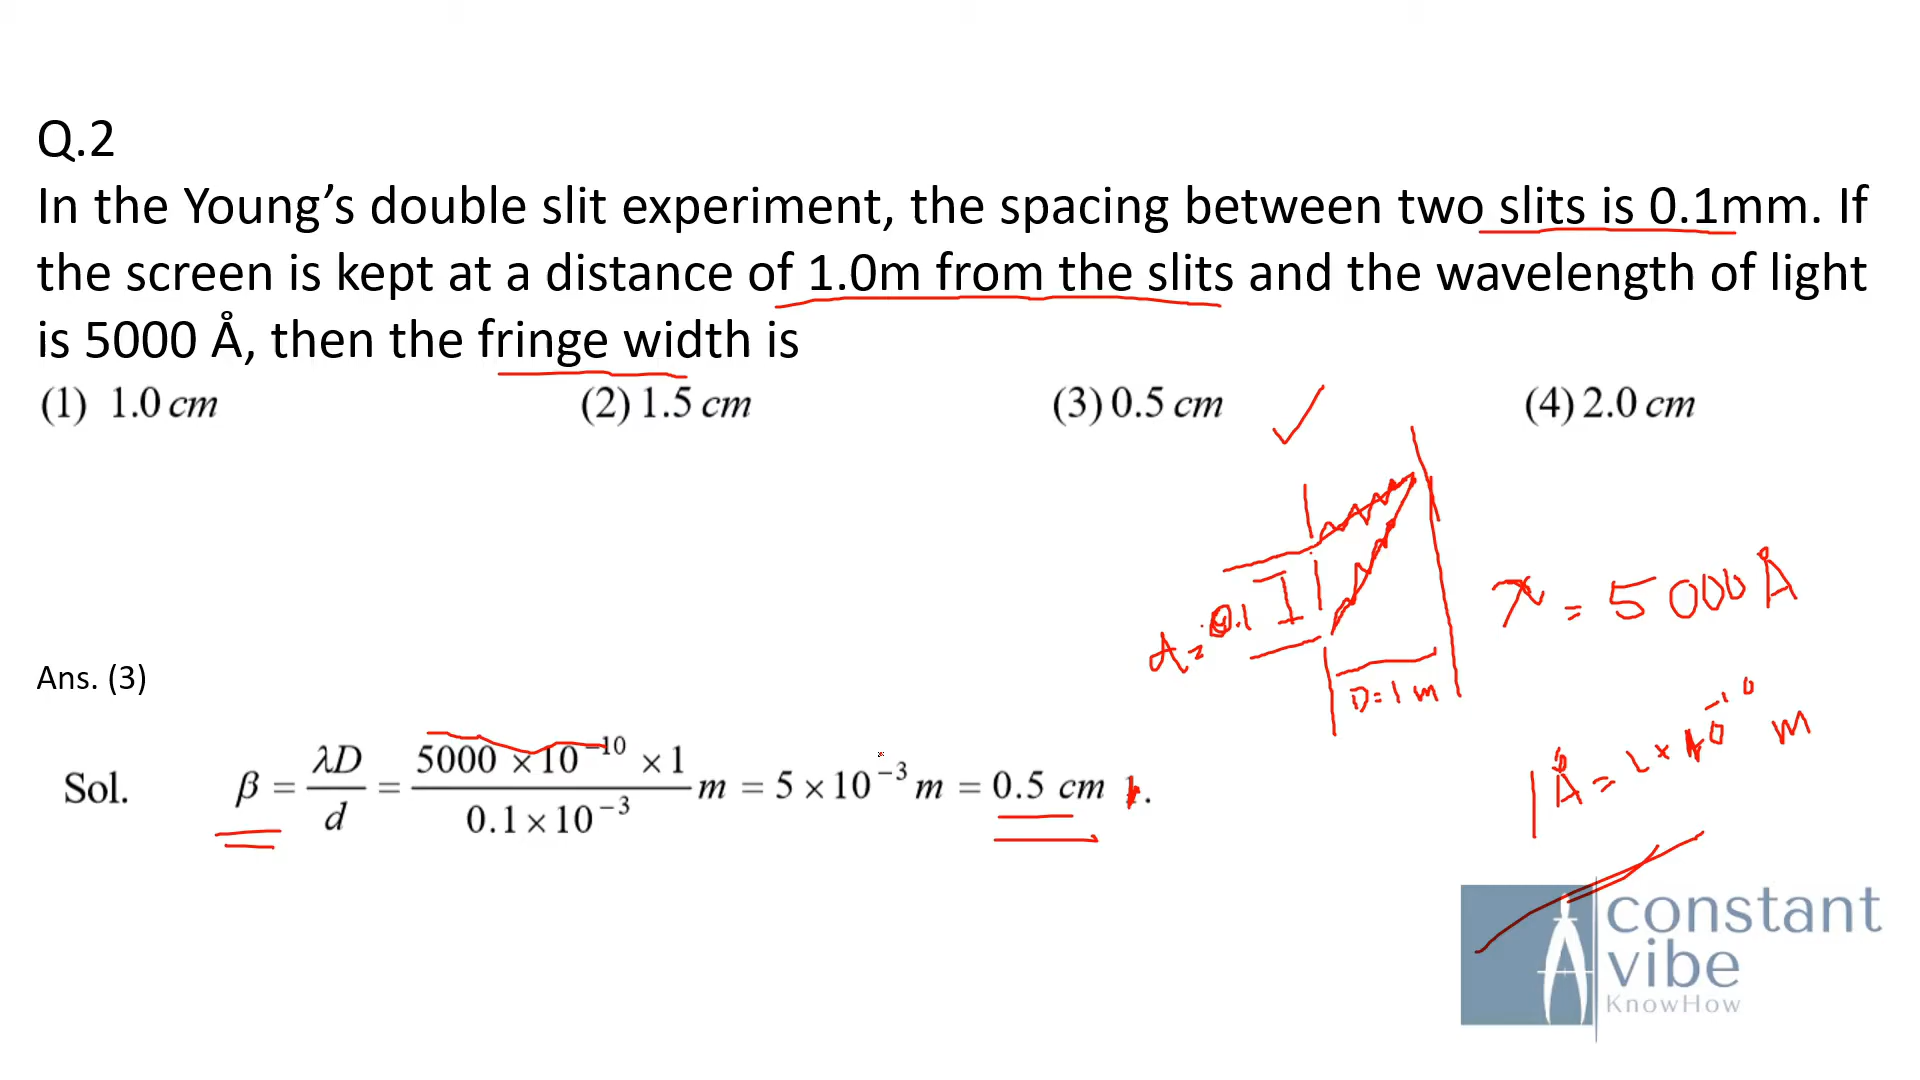 Q.2
In the Young’s double slit experiment, the spacing between two slits is 0.1mm. If
the screen is kept at a distance of 1.0m from the slits and the wavelength of light
is 5000 Å, then the fringe width is
(1) 1.0 cm (2) 1.5 cm (3) 0.5 cm (4) 2.0 cm
λ = 5000 Å
0.1
D=1 m
Ans. (3)
1 Å = 1 × 10⁻¹⁰ m
Sol. β = λD/d = (5000 × 10⁻¹⁰ × 1)/(0.1 × 10⁻³) m = 5 × 10⁻³ m = 0.5 cm .
constant
vibe
KnowHow